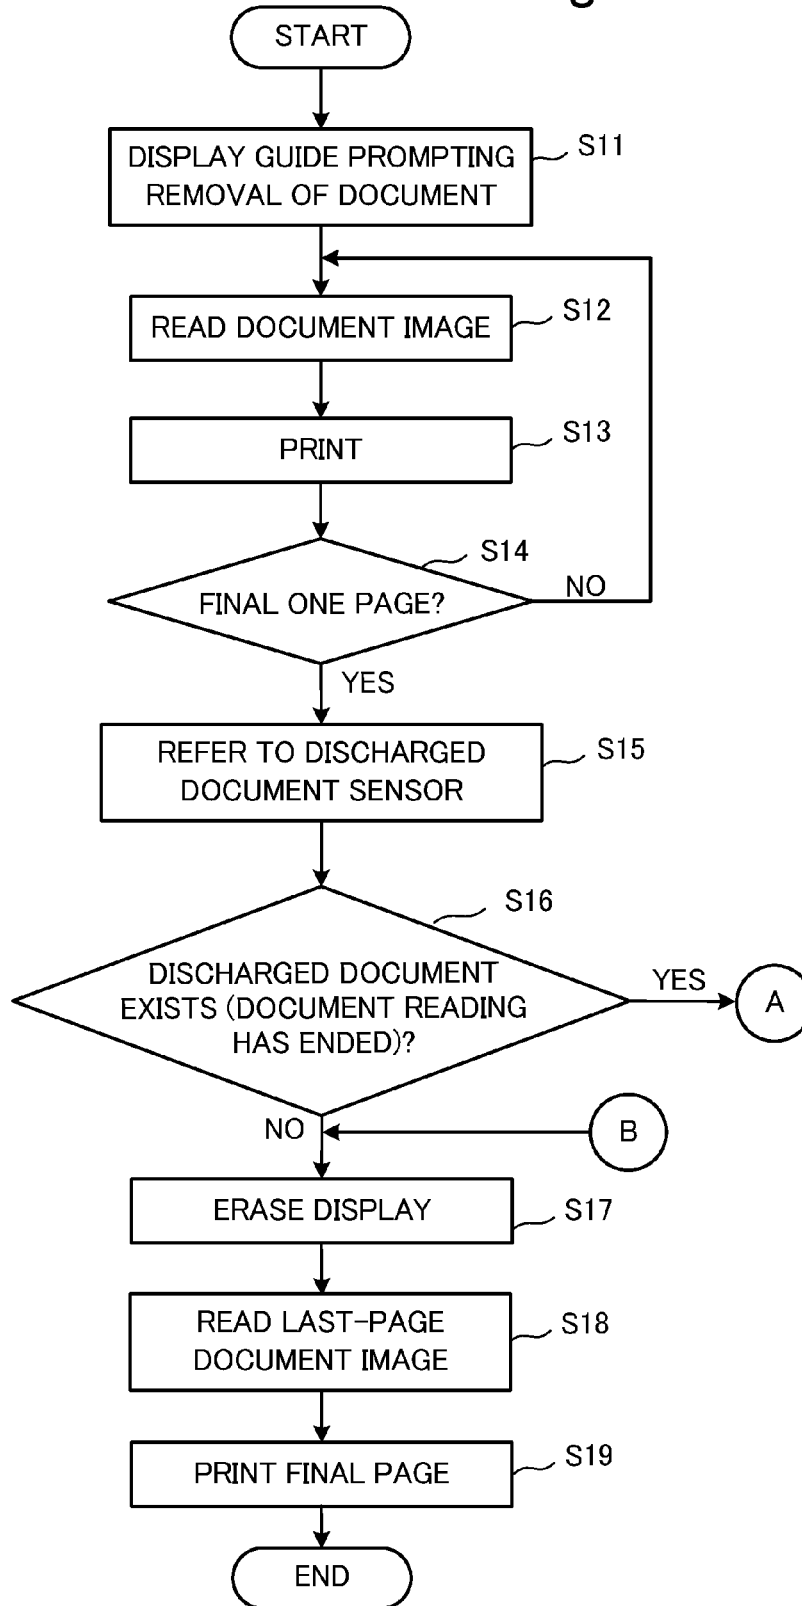 START
S11
DISPLAY GUIDE PROMPTING
REMOVAL OF DOCUMENT
S12
READ DOCUMENT IMAGE
S13
PRINT
S14
FINAL ONE PAGE?
NO
YES
S15
REFER TO DISCHARGED
DOCUMENT SENSOR
S16
DISCHARGED DOCUMENT
EXISTS (DOCUMENT READING
HAS ENDED)?
YES
A
NO
B
ERASE DISPLAY
S17
READ LAST-PAGE
DOCUMENT IMAGE
S18
PRINT FINAL PAGE
S19
END